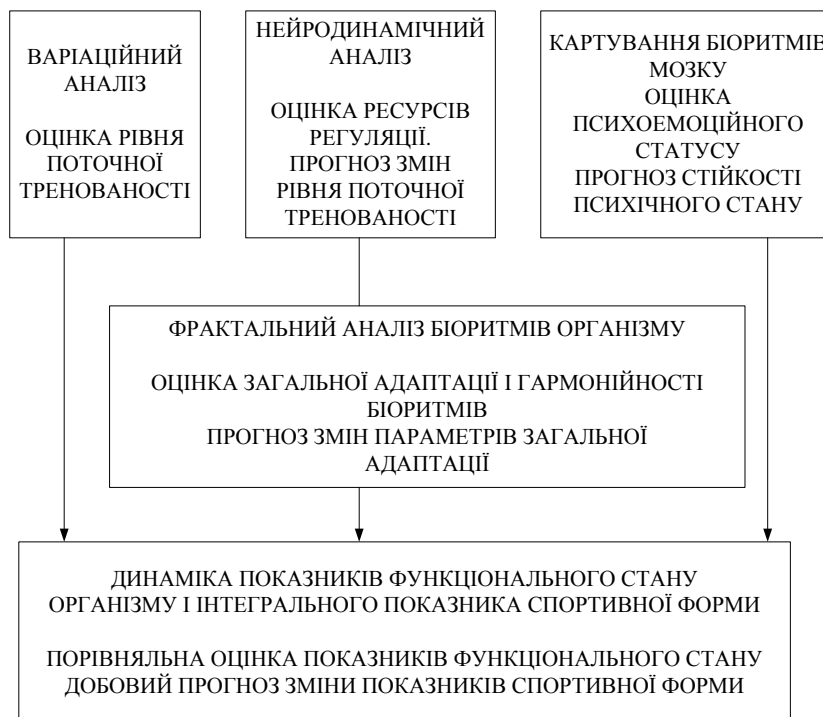 ВАРІАЦІЙНИЙ
АНАЛІЗ
ОЦІНКА РІВНЯ
ПОТОЧНОЇ
ТРЕНОВАНОСТІ
НЕЙРОДИНАМІЧНИЙ
АНАЛІЗ
ОЦІНКА РЕСУРСІВ
РЕГУЛЯЦІЇ.
ПРОГНОЗ ЗМІН
РІВНЯ ПОТОЧНОЇ
ТРЕНОВАНОСТІ
КАРТУВАННЯ БІОРИТМІВ
МОЗКУ
ОЦІНКА
ПСИХОЕМОЦІЙНОГО
СТАТУСУ
ПРОГНОЗ СТІЙКОСТІ
ПСИХІЧНОГО СТАНУ
ФРАКТАЛЬНИЙ АНАЛІЗ БІОРИТМІВ ОРГАНІЗМУ
ОЦІНКА ЗАГАЛЬНОЇ АДАПТАЦІЇ І ГАРМОНІЙНОСТІ
БІОРИТМІВ
ПРОГНОЗ ЗМІН ПАРАМЕТРІВ ЗАГАЛЬНОЇ
АДАПТАЦІЇ
ДИНАМІКА ПОКАЗНИКІВ ФУНКЦІОНАЛЬНОГО СТАНУ
ОРГАНІЗМУ І ІНТЕГРАЛЬНОГО ПОКАЗНИКА СПОРТИВНОЇ ФОРМИ
ПОРІВНЯЛЬНА ОЦІНКА ПОКАЗНИКІВ ФУНКЦІОНАЛЬНОГО СТАНУ
ДОБОВИЙ ПРОГНОЗ ЗМІНИ ПОКАЗНИКІВ СПОРТИВНОЇ ФОРМИ